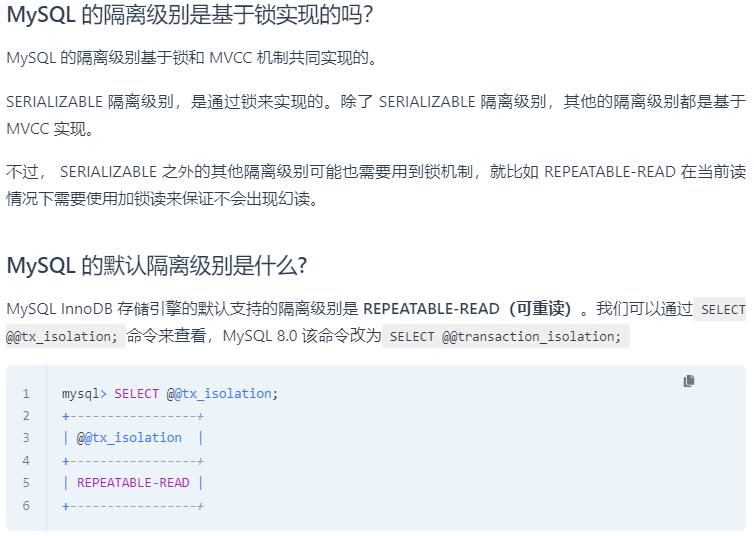 MySQL 的隔离级别是基于锁实现的吗？
MySQL 的隔离级别基于锁和 MVCC 机制共同实现的。
SERIALIZABLE 隔离级别，是通过锁来实现的。除了 SERIALIZABLE 隔离级别，其他的隔离级别都是基于
MVCC 实现。
不过， SERIALIZABLE 之外的其他隔离级别可能也需要用到锁机制，就比如 REPEATABLE-READ 在当前读
情况下需要使用加锁读来保证不会出现幻读。
MySQL 的默认隔离级别是什么?
MySQL InnoDB 存储引擎的默认支持的隔离级别是 REPEATABLE-READ（可重读）。我们可以通过 SELECT
@@tx_isolation; 命令来查看，MySQL 8.0 该命令改为 SELECT @@transaction_isolation;
1 mysql> SELECT @@tx_isolation;
2 +-----------------+
3 | @@tx_isolation  |
4 +-----------------+
5 | REPEATABLE-READ |
6 +-----------------+